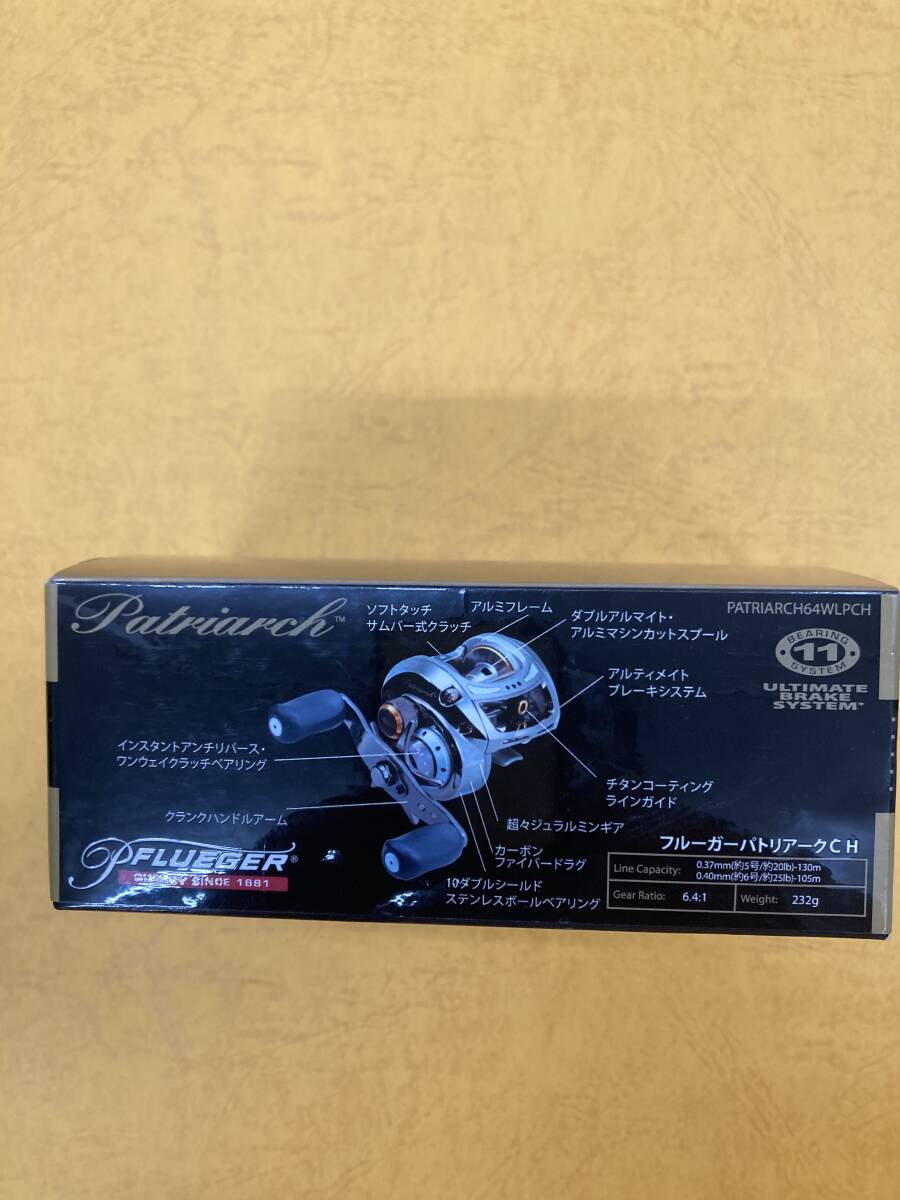 Patriarch™
ソフトタッチ
サムバー式クラッチ
アルミフレーム
ダブルアルマイト・
アルミマシンカットスプール
PATRIARCH64WLPCH
BEARING
11
SYSTEM
ULTIMATE
BRAKE
SYSTEM™
アルティメイト
ブレーキシステム
インスタントアンチリバース・
ワンウェイクラッチベアリング
チタンコーティング
ラインガイド
クランクハンドルアーム
超々ジュラルミンギア
カーボン
ファイバードラグ
10ダブルシールド
ステンレスボールベアリング
PFLUEGER®
QUALITY SINCE 1881
フルーガーパトリアークCH
Line Capacity: 0.37mm(約5号/約20lb)-130m
0.40mm(約6号/約25lb)-105m
Gear Ratio: 6.4:1 Weight: 232g